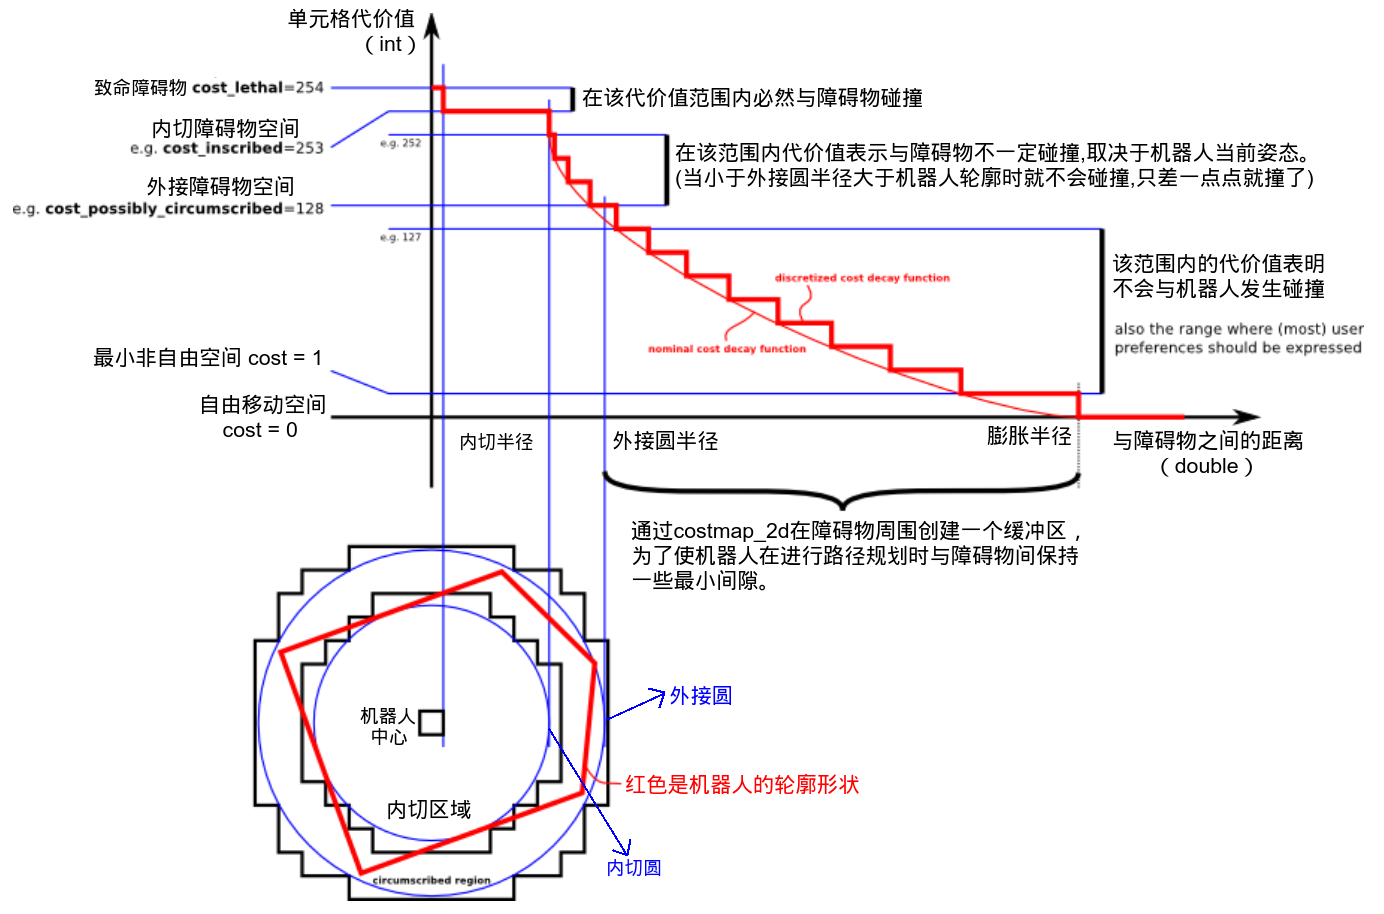 单元格代价值
（int）
致命障碍物 cost_lethal=254
在该代价值范围内必然与障碍物碰撞
内切障碍物空间
e.g. cost_inscribed=253
e.g. 252
在该范围内代价值表示与障碍物不一定碰撞,取决于机器人当前姿态。
(当小于外接圆半径大于机器人轮廓时就不会碰撞,只差一点点就撞了)
外接障碍物空间
e.g. cost_possibly_circumscribed=128
e.g. 127
该范围内的代价值表明
不会与机器人发生碰撞
discretized cost decay function
also the range where (most) user
preferences should be expressed
nominal cost decay function
最小非自由空间 cost = 1
自由移动空间
cost = 0
内切半径
外接圆半径
膨胀半径
与障碍物之间的距离
（double）
通过costmap_2d在障碍物周围创建一个缓冲区，
为了使机器人在进行路径规划时与障碍物间保持
一些最小间隙。
外接圆
机器人
中心
红色是机器人的轮廓形状
内切区域
内切圆
circumscribed region